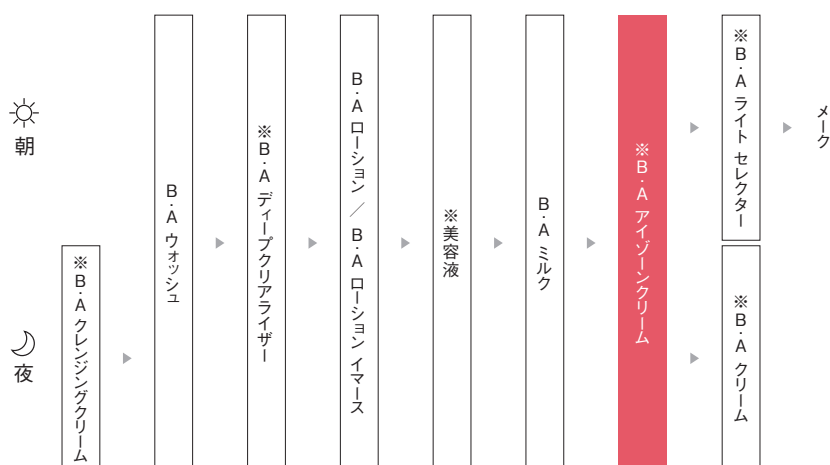 朝
夜
※B.A クレンジングクリーム
B.A ウォッシュ
※B.A ディープクリアライザー
B.A ローション ／ B.A ローション イマース
※美容液
B.A ミルク
※B.A アイゾーンクリーム
※B.A ライト セレクター
※B.A クリーム
メーク